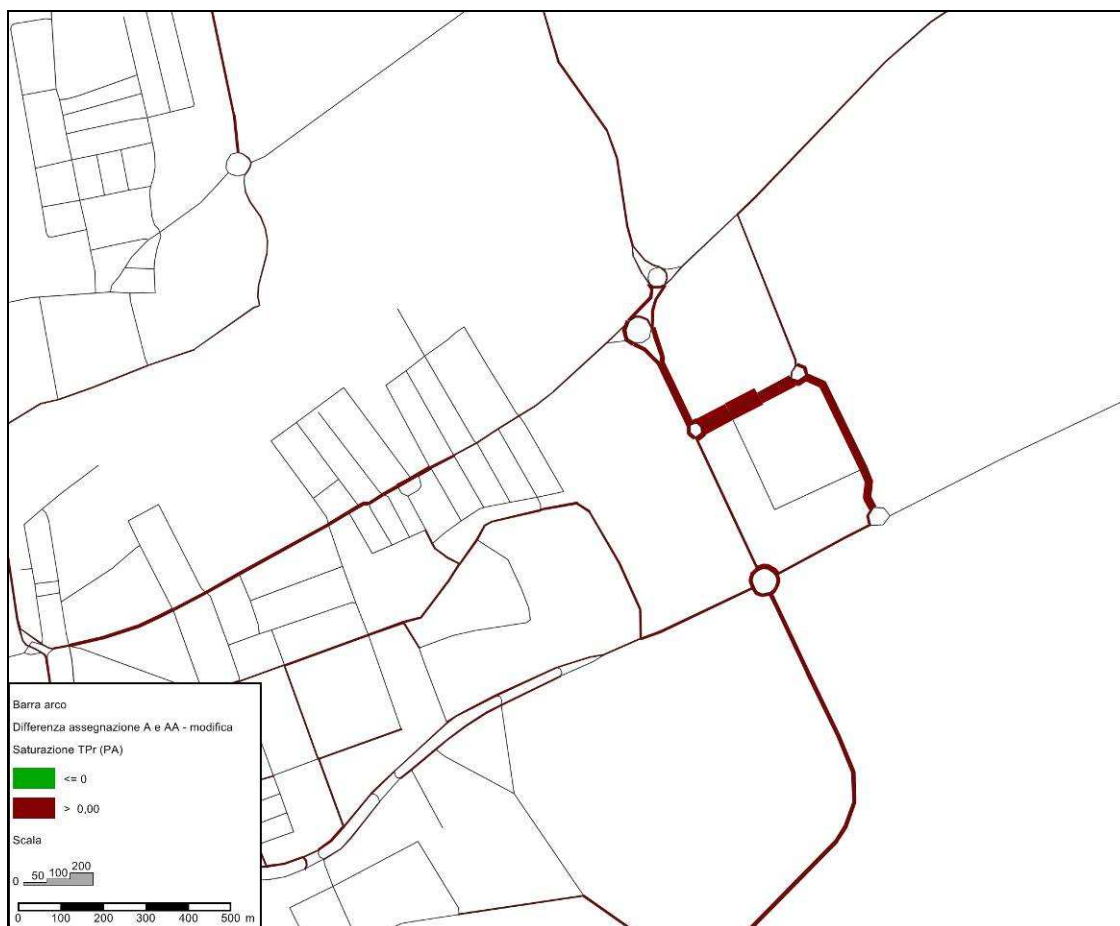 Barra arco
Differenza assegnazione A e AA - modifica
Saturazione TPr (PA)
<= 0
> 0,00
Scala
0 50 100 200
0 100 200 300 400 500 m